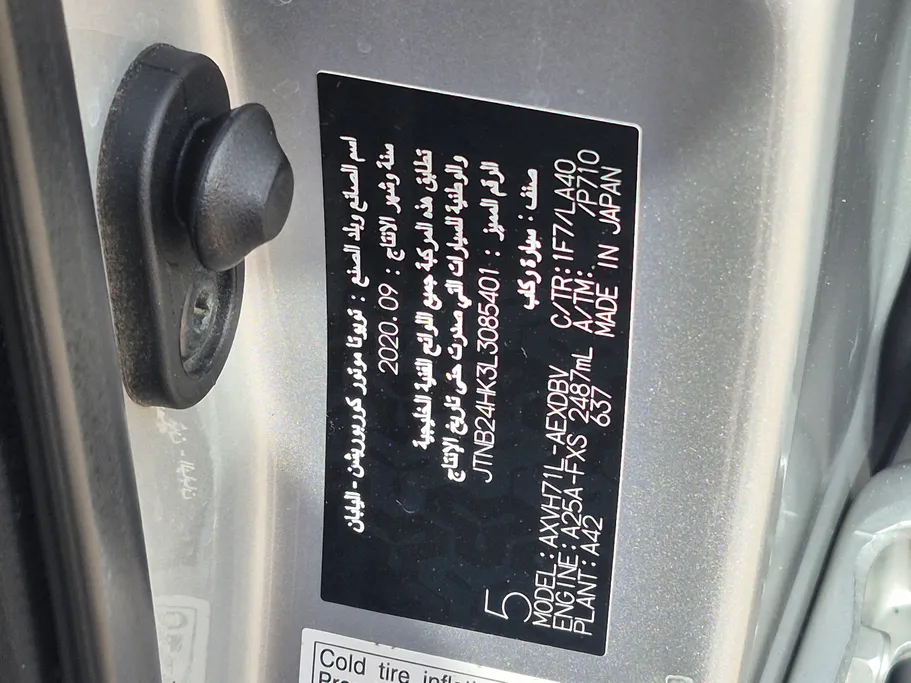 اسم الصانع وبلد الصنع : تويوتا موتور كوربوريشن - اليابان
سنة وشهر الإنتاج : 2020.09
تطابق هذه المركبة جميع اللوائح الفنية الخليجية
والوطنية للسيارات التي صدرت حتى تاريخ الإنتاج
الرقم المميز : JTNB24HK3L3085401
صنف : سيارة ركاب
5
MODEL: AXVH71L-AEXDBV C/TR: 1F7/LA40
ENGINE: A25A-FXS 2487mL A/TM: /P710
PLANT: A42 637 MADE IN JAPAN
Cold tire